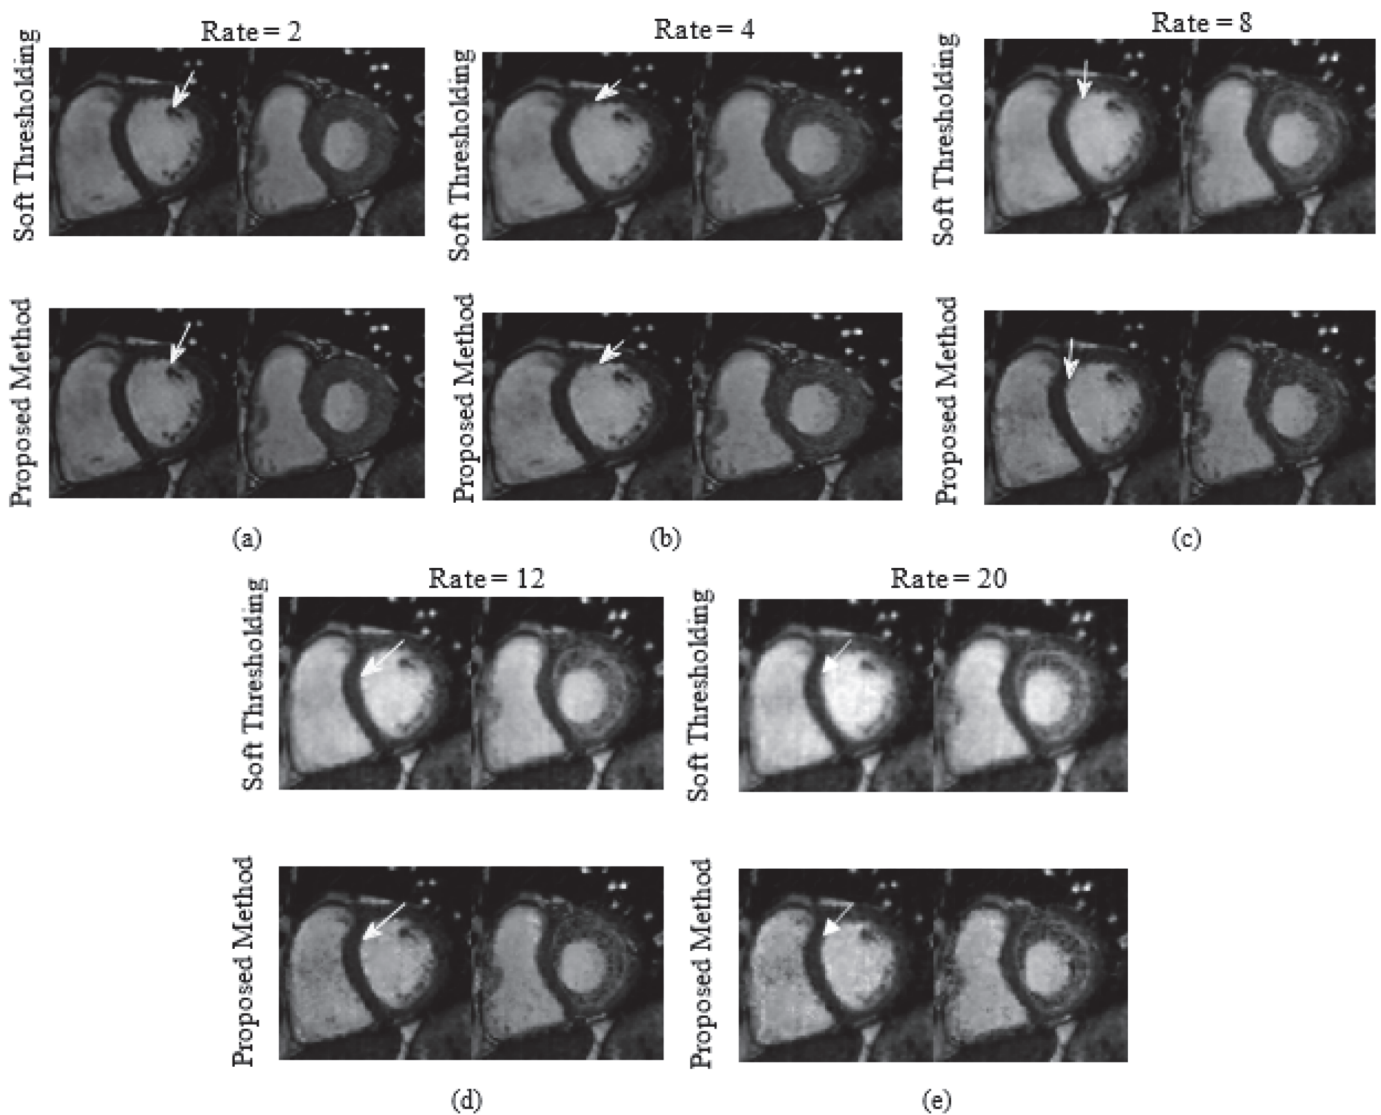 Rate = 2
Rate = 4
Rate = 8
Soft Thresholding
Soft Thresholding
Soft Thresholding
Proposed Method
Proposed Method
Proposed Method
(a)
(b)
(c)
Rate = 12
Rate = 20
Soft Thresholding
Soft Thresholding
Proposed Method
Proposed Method
(d)
(e)